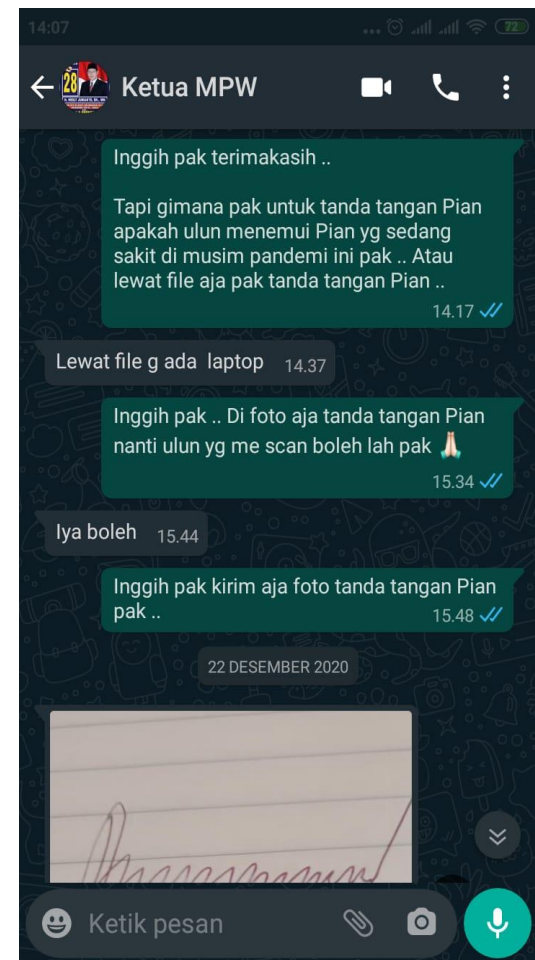 14:07
72
28
Ketua MPW
Inggih pak terimakasih ..
Tapi gimana pak untuk tanda tangan Pian
apakah ulun menemui Pian yg sedang
sakit di musim pandemi ini pak .. Atau
lewat file aja pak tanda tangan Pian ..
14.17
Lewat file g ada laptop 14.37
Inggih pak .. Di foto aja tanda tangan Pian
nanti ulun yg me scan boleh lah pak 🙏🏻
15.34
Iya boleh 15.44
Inggih pak kirim aja foto tanda tangan Pian
pak ..
15.48
22 DESEMBER 2020
Ketik pesan